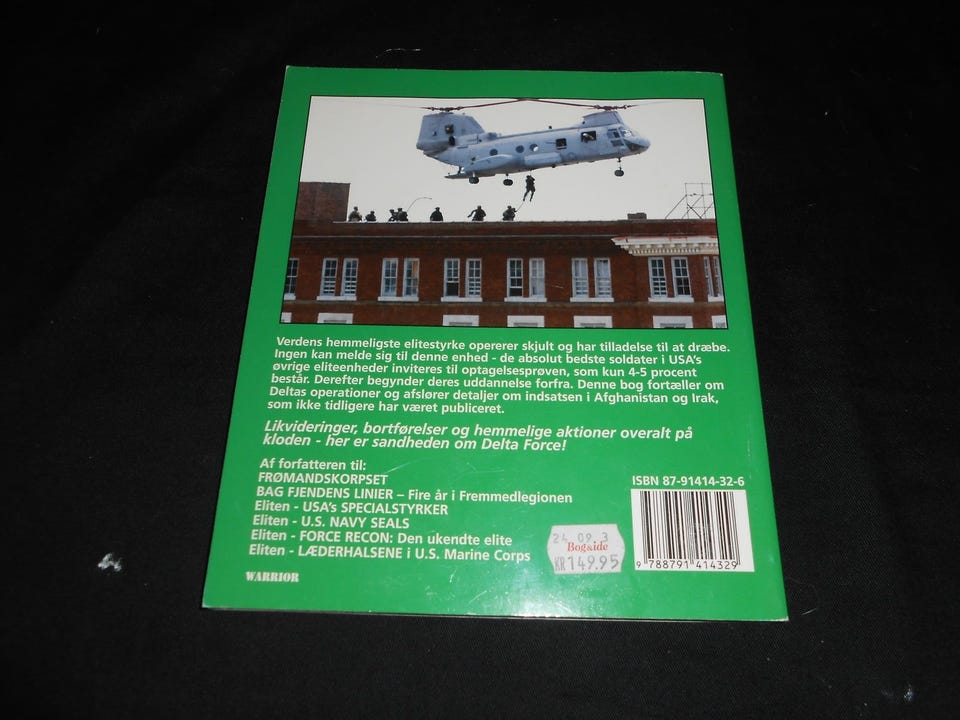 Verdens hemmeligste elitestyrke opererer skjult og har tilladelse til at dræbe.
Ingen kan melde sig til denne enhed - de absolut bedste soldater i USA's
øvrige eliteenheder inviteres til optagelsesprøven, som kun 4-5 procent
består. Derefter begynder deres uddannelse forfra. Denne bog fortæller om
Deltas operationer og afslører detaljer om indsatsen i Afghanistan og Irak,
som ikke tidligere har været publiceret.
Likvideringer, bortførelser og hemmelige aktioner overalt på
kloden - her er sandheden om Delta Force!
Af forfatteren til:
FRØMANDSKORPSET
BAG FJENDENS LINIER – Fire år i Fremmedlegionen
Eliten - USA's SPECIALSTYRKER
Eliten - U.S. NAVY SEALS
Eliten - FORCE RECON: Den ukendte elite
Eliten - LÆDERHALSENE i U.S. Marine Corps
WARRIOR
24 09 3
Bog&ide
KR 149.95
ISBN 87-91414-32-6
9 788791 414329